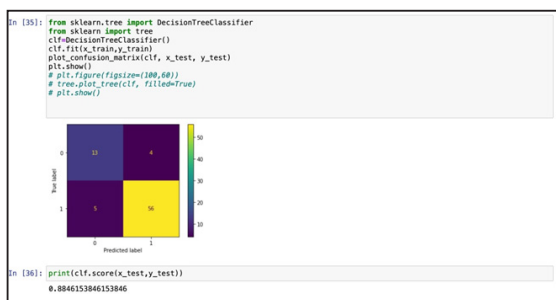 In [35]: from sklearn.tree import DecisionTreeClassifier
from sklearn import tree
clf=DecisionTreeClassifier()
clf.fit(x_train,y_train)
plot_confusion_matrix(clf, x_test, y_test)
plt.show()
# plt.figure(figsize=(100,60))
# tree.plot_tree(clf, filled=True)
# plt.show()
0 13 4
1 5 56
0 1
True label
Predicted label
50
40
30
20
10
In [36]: print(clf.score(x_test,y_test))
0.8846153846153846